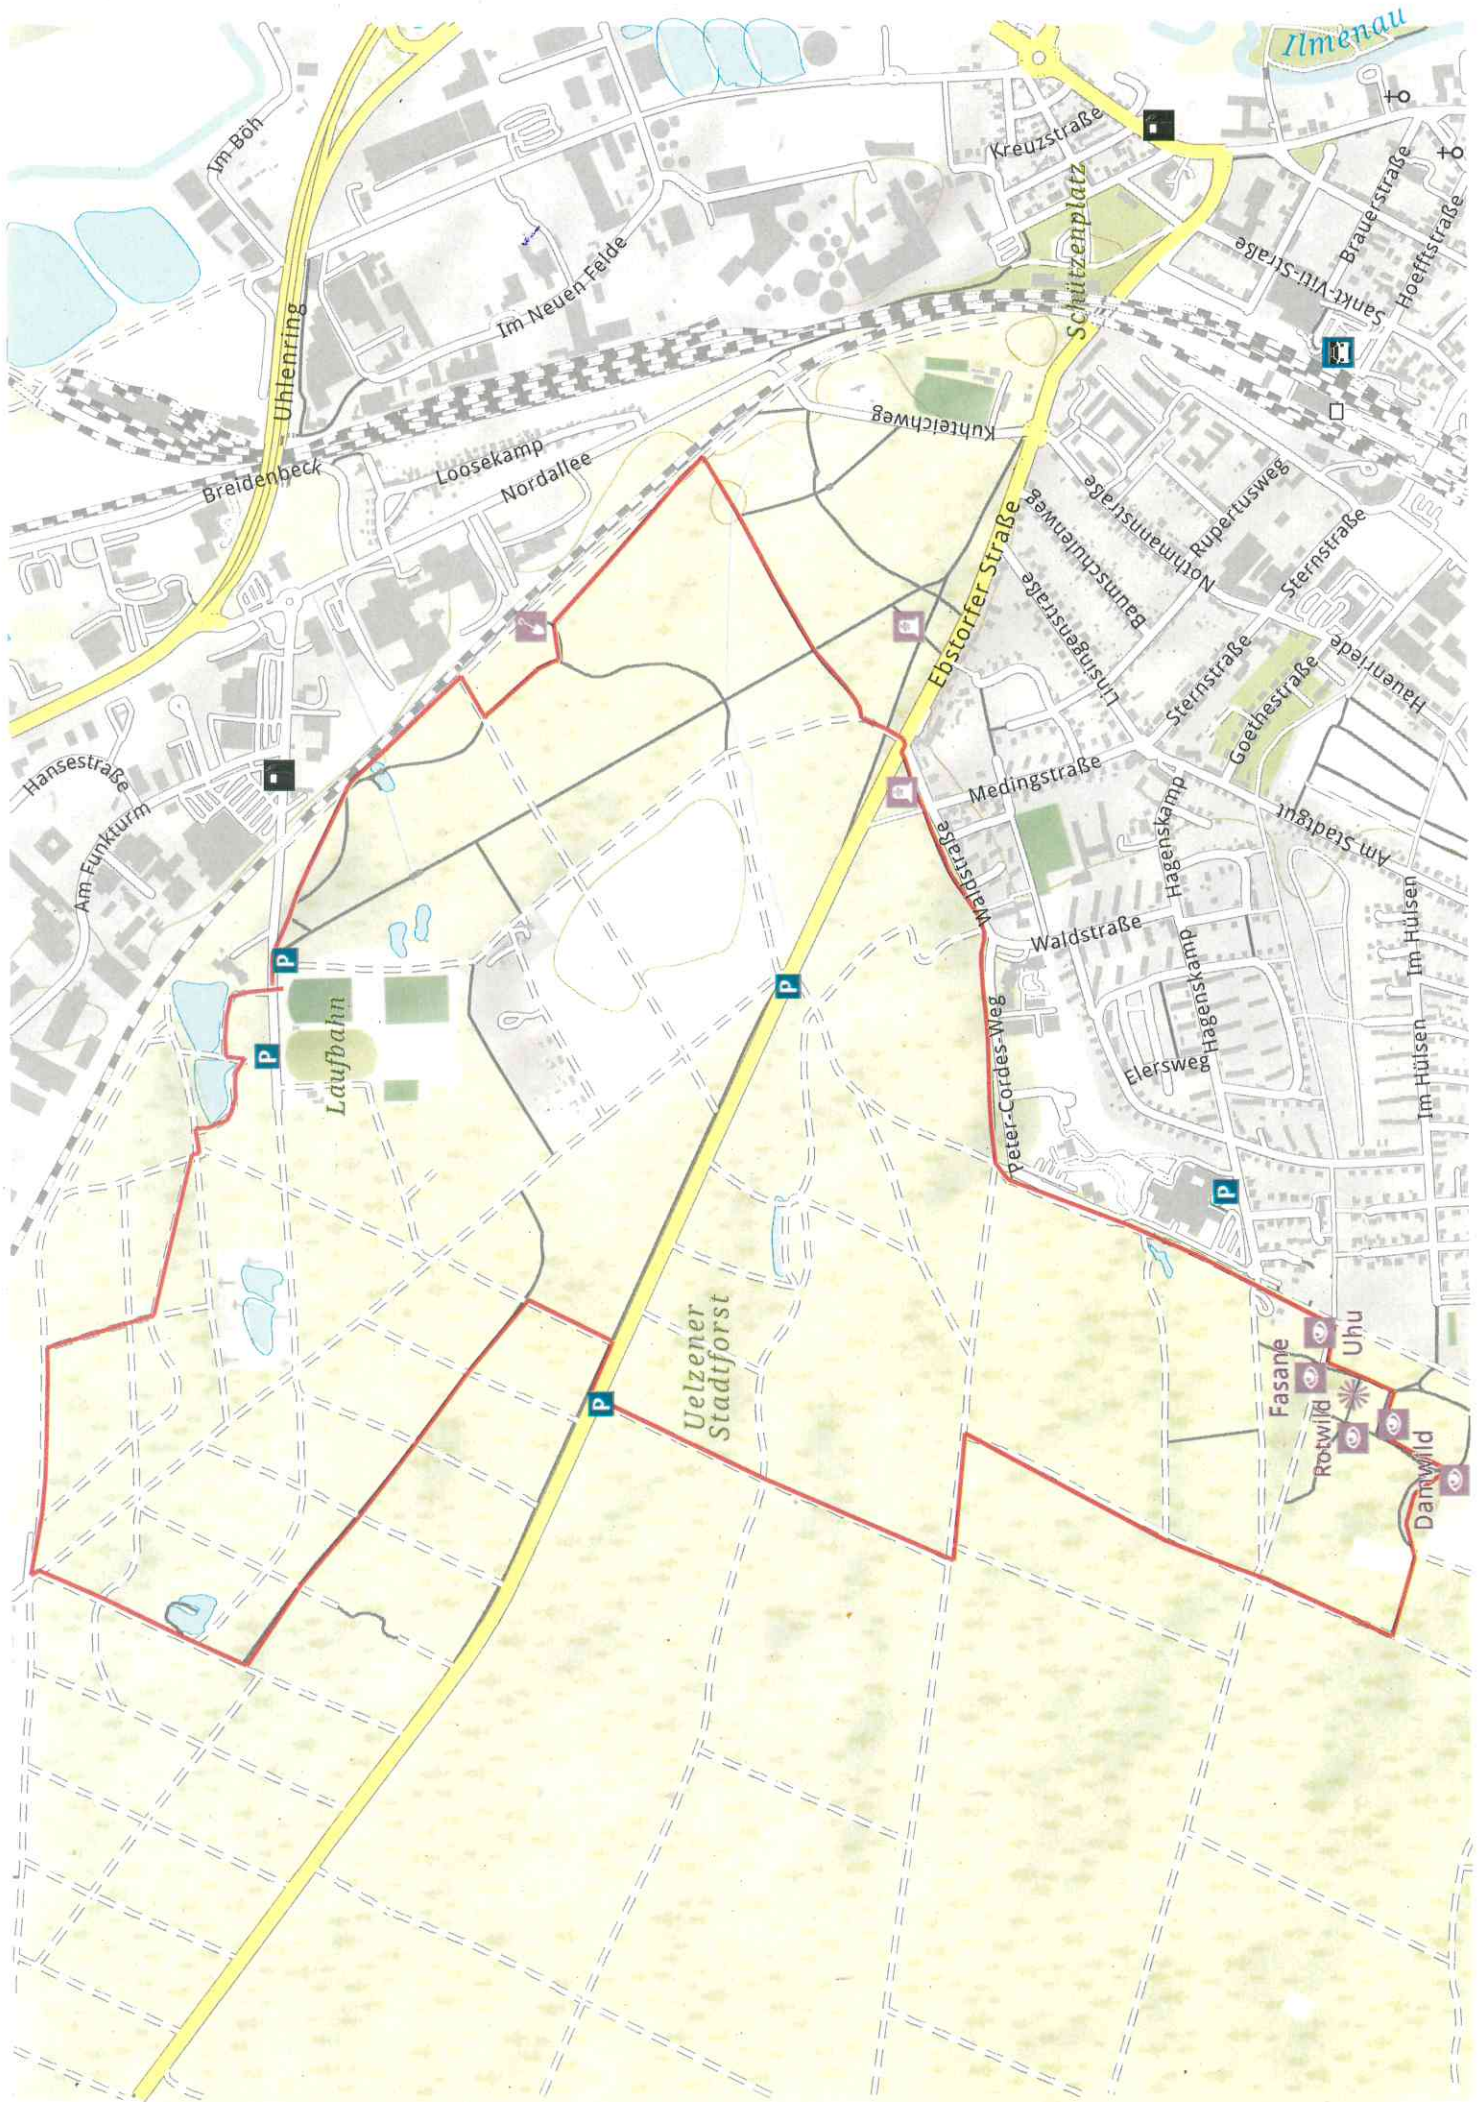 Ilmenau
Im Böh
Kreuzstraße
Schützenplatz
Brauerstraße
Hoefftstraße
Sankt-Viti-Straße
Im Neuen Felde
Uhlenring
Breidenbeck
Loosekamp
Nordallee
Kuhteichweg
Ebstorfer Straße
Baumschulenweg
Nothmannstraße
Rupertusweg
Sternstraße
Linsingenstraße
Sternstraße
Hauenriede
Goethestraße
Hansestraße
Am Funkturm
Medingstraße
Hagenskamp
Am Stadtgut
Waldstraße
Waldstraße
Hagenskamp
Im Hülsen
Im Hülsen
P
P
P
Laufbahn
Peter-Cordes-Weg
Elersweg
P
Uelzener
Stadtforst
P
Uhu
Fasane
Rotwild
Damwild